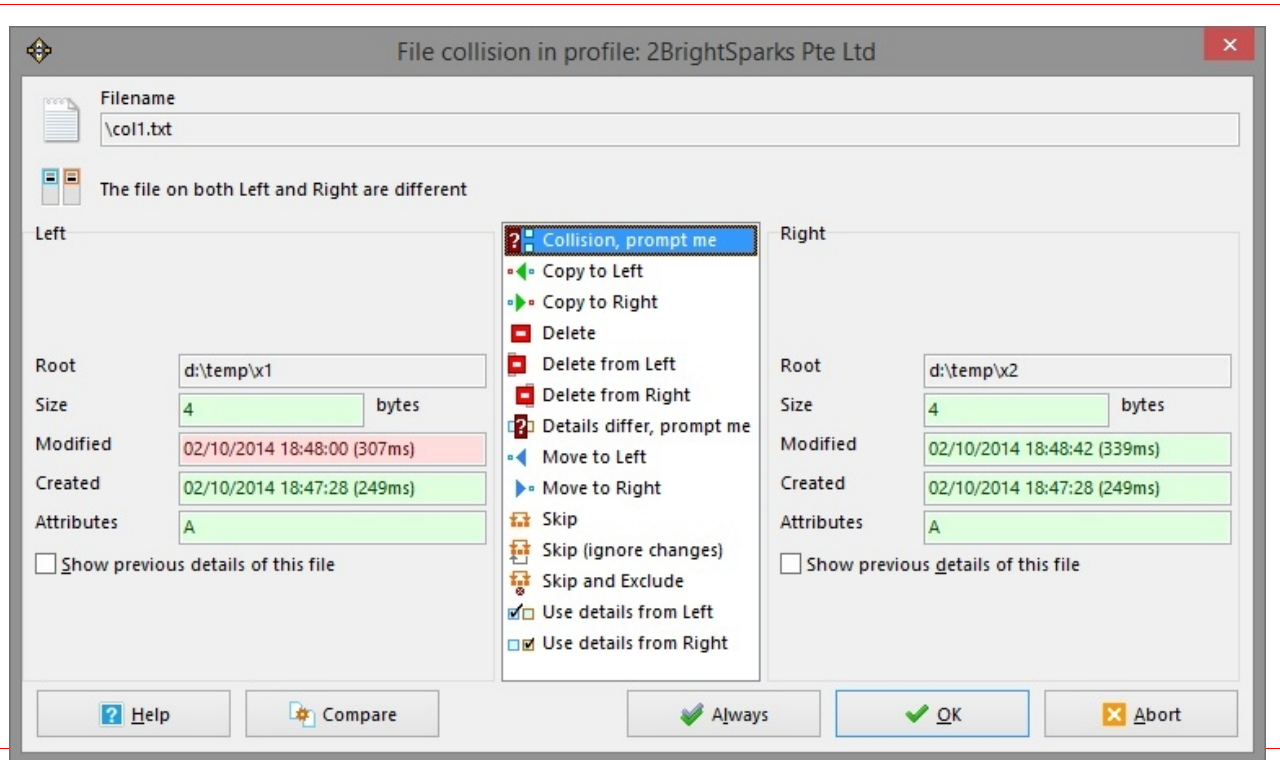 File collision in profile: 2BrightSparks Pte Ltd
Filename
\col1.txt
The file on both Left and Right are different
Left
Root
d:\temp\x1
Size
4
bytes
Modified
02/10/2014 18:48:00 (307ms)
Created
02/10/2014 18:47:28 (249ms)
Attributes
A
Show previous details of this file
Collision, prompt me
Copy to Left
Copy to Right
Delete
Delete from Left
Delete from Right
Details differ, prompt me
Move to Left
Move to Right
Skip
Skip (ignore changes)
Skip and Exclude
Use details from Left
Use details from Right
Right
Root
d:\temp\x2
Size
4
bytes
Modified
02/10/2014 18:48:42 (339ms)
Created
02/10/2014 18:47:28 (249ms)
Attributes
A
Show previous details of this file
Help
Compare
Always
OK
Abort